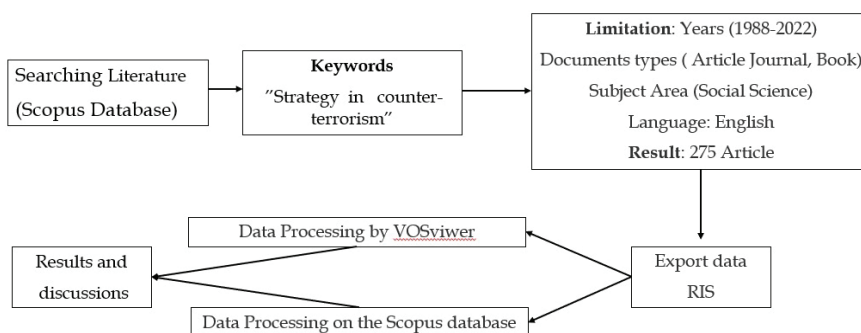 Searching Literature
(Scopus Database)
Keywords
”Strategy in counter-
terrorism”
Limitation: Years (1988-2022)
Documents types ( Article Journal, Book)
Subject Area (Social Science)
Language: English
Result: 275 Article
Export data
RIS
Data Processing by VOSviwer
Data Processing on the Scopus database
Results and
discussions